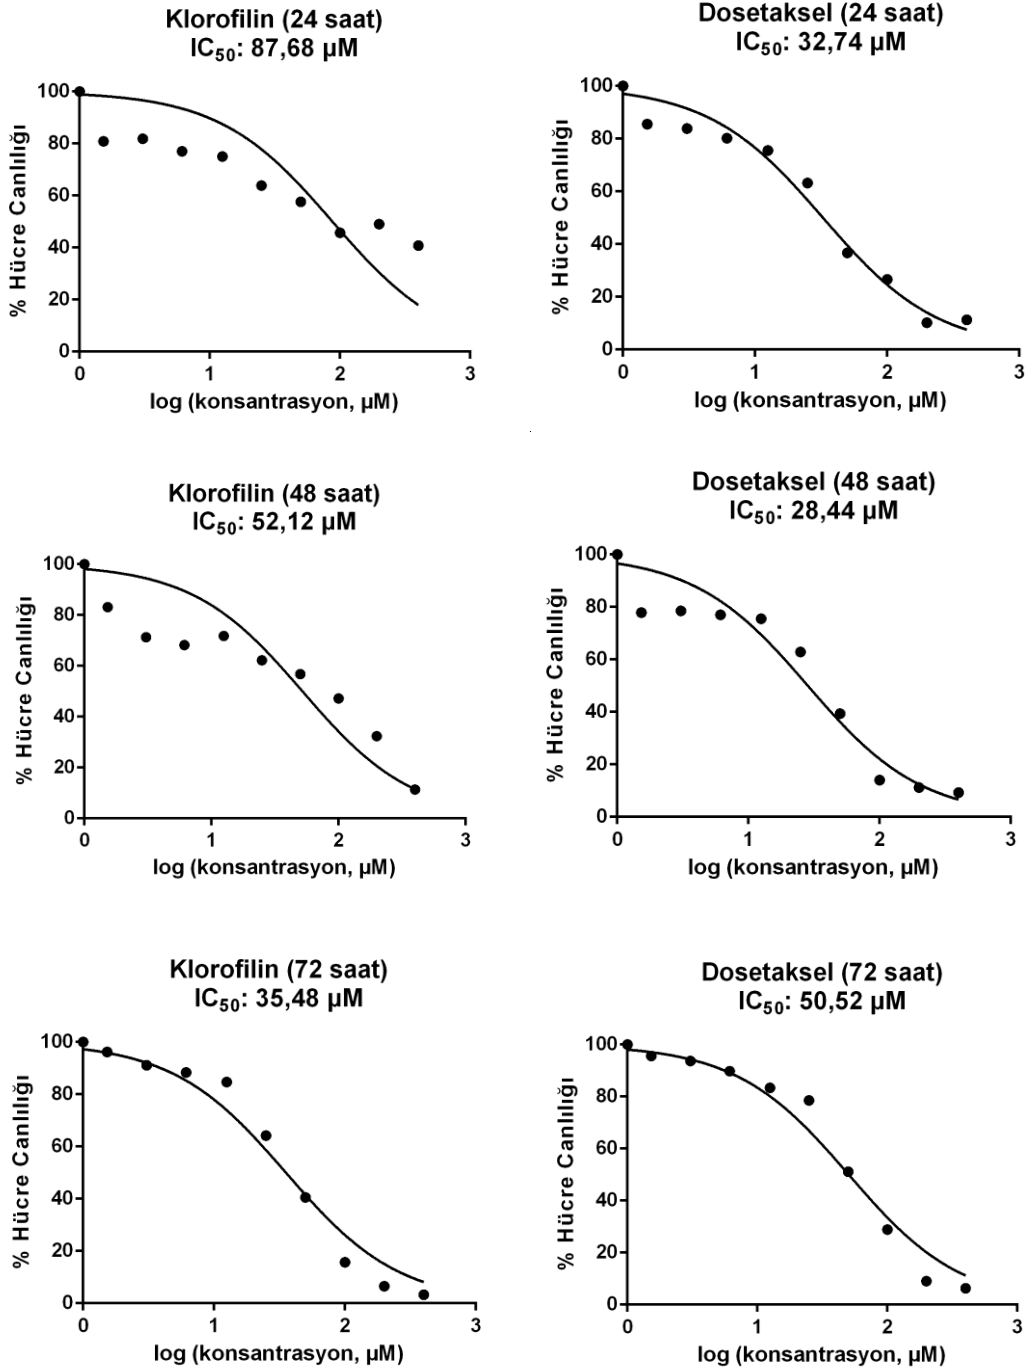 Klorofilin (24 saat)
IC50: 87,68 µM
% Hücre Canlılığı
100
80
60
40
20
0
0 1 2 3
log (konsantrasyon, µM)
Dosetaksel (24 saat)
IC50: 32,74 µM
% Hücre Canlılığı
100
80
60
40
20
0
0 1 2 3
log (konsantrasyon, µM)
Klorofilin (48 saat)
IC50: 52,12 µM
% Hücre Canlılığı
100
80
60
40
20
0
0 1 2 3
log (konsantrasyon, µM)
Dosetaksel (48 saat)
IC50: 28,44 µM
% Hücre Canlılığı
100
80
60
40
20
0
0 1 2 3
log (konsantrasyon, µM)
Klorofilin (72 saat)
IC50: 35,48 µM
% Hücre Canlılığı
100
80
60
40
20
0
0 1 2 3
log (konsantrasyon, µM)
Dosetaksel (72 saat)
IC50: 50,52 µM
% Hücre Canlılığı
100
80
60
40
20
0
0 1 2 3
log (konsantrasyon, µM)